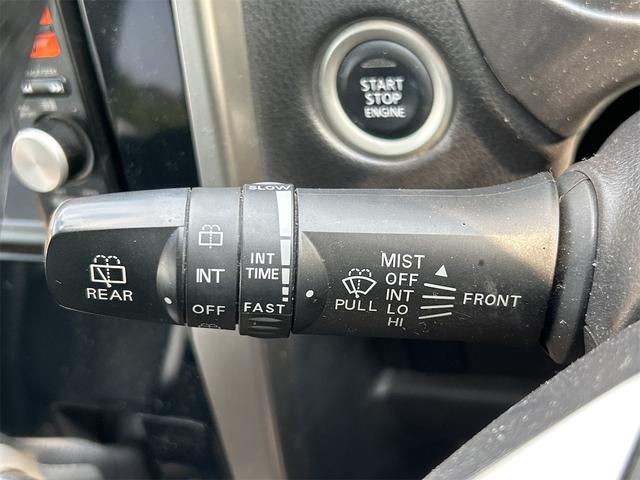 START
STOP
ENGINE
REAR
INT
OFF
SLOW
INT
TIME
FAST
PULL
MIST
OFF
INT
LO
HI
FRONT